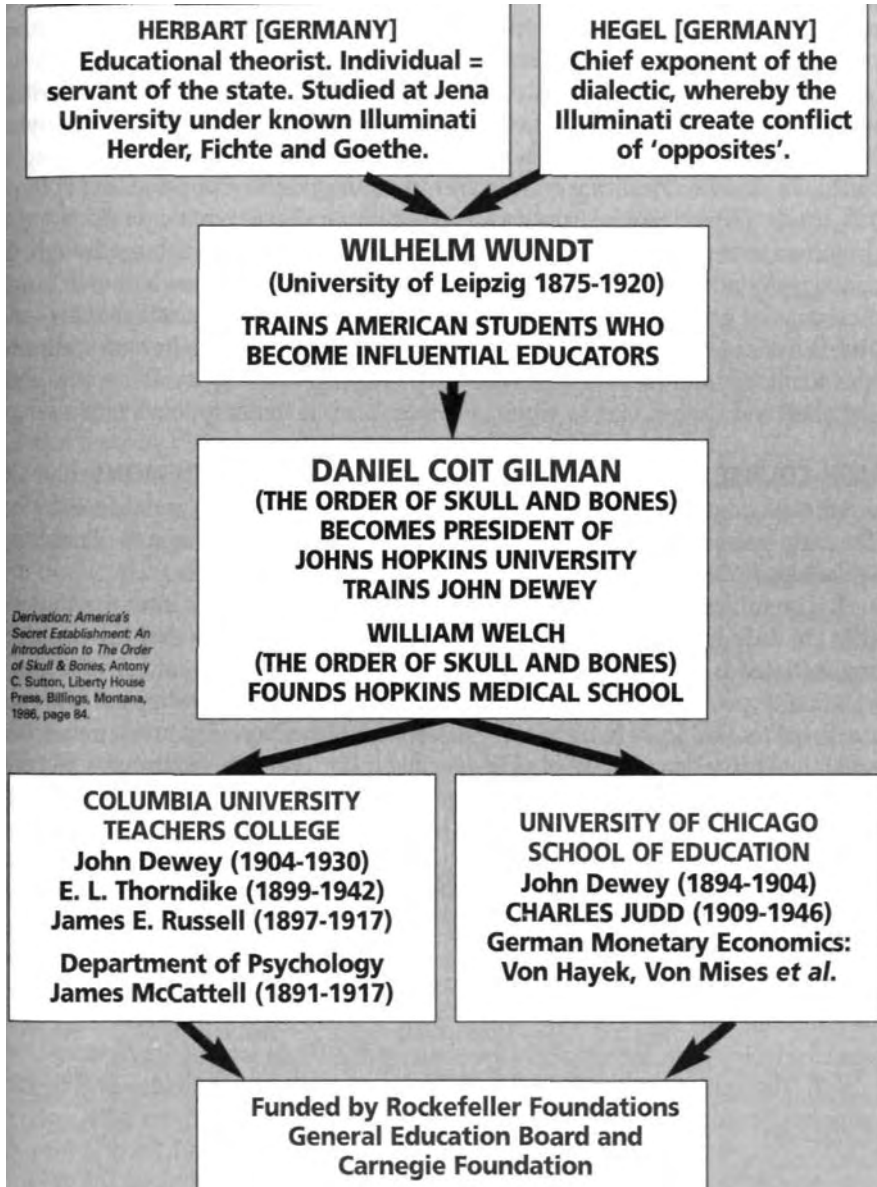 HERBART [GERMANY]
Educational theorist. Individual =
servant of the state. Studied at Jena
University under known Illuminati
Herder, Fichte and Goethe.
HEGEL [GERMANY]
Chief exponent of the
dialectic, whereby the
Illuminati create conflict
of ‘opposites’.
WILHELM WUNDT
(University of Leipzig 1875-1920)
TRAINS AMERICAN STUDENTS WHO
BECOME INFLUENTIAL EDUCATORS
DANIEL COIT GILMAN
(THE ORDER OF SKULL AND BONES)
BECOMES PRESIDENT OF
JOHNS HOPKINS UNIVERSITY
TRAINS JOHN DEWEY
WILLIAM WELCH
(THE ORDER OF SKULL AND BONES)
FOUNDS HOPKINS MEDICAL SCHOOL
Derivation: America's
Secret Establishment: An
Introduction to The Order
of Skull & Bones, Antony
C. Sutton, Liberty House
Press, Billings, Montana,
1986, page 84.
COLUMBIA UNIVERSITY
TEACHERS COLLEGE
John Dewey (1904-1930)
E. L. Thorndike (1899-1942)
James E. Russell (1897-1917)
Department of Psychology
James McCattell (1891-1917)
UNIVERSITY OF CHICAGO
SCHOOL OF EDUCATION
John Dewey (1894-1904)
CHARLES JUDD (1909-1946)
German Monetary Economics:
Von Hayek, Von Mises et al.
Funded by Rockefeller Foundations
General Education Board and
Carnegie Foundation